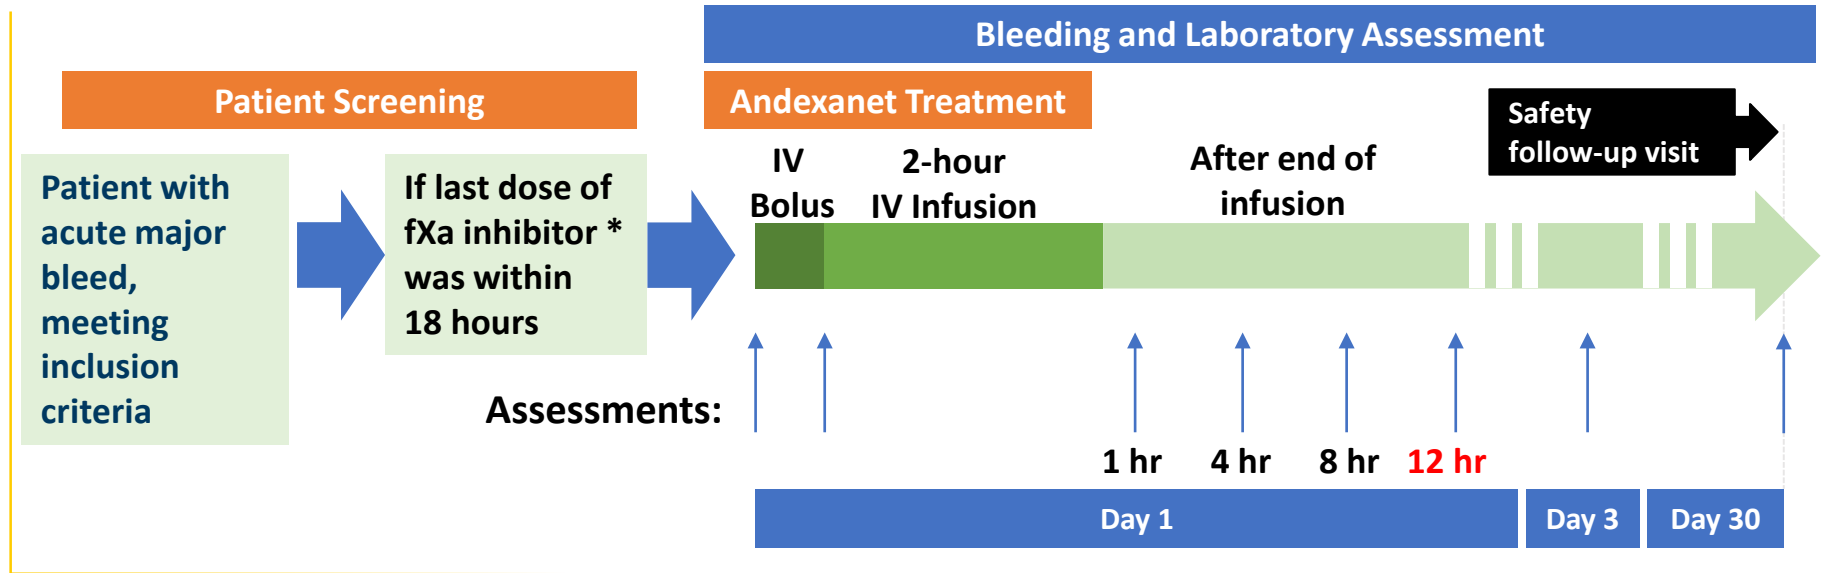 Bleeding and Laboratory Assessment
Patient Screening
Andexanet Treatment
Safety
follow-up visit
Patient with
acute major
bleed,
meeting
inclusion
criteria
If last dose of
fXa inhibitor *
was within
18 hours
IV
Bolus
2-hour
IV Infusion
After end of
infusion
Assessments:
1 hr
4 hr
8 hr
12 hr
Day 1
Day 3
Day 30